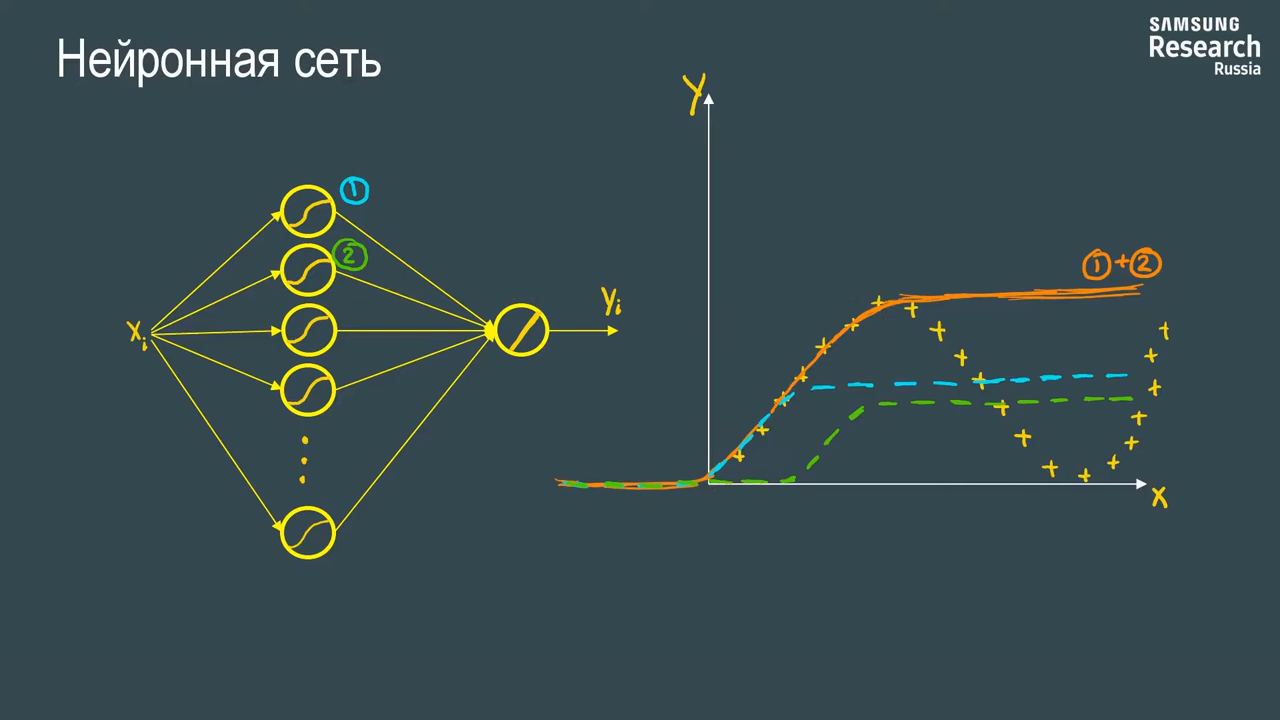 Нейронная сеть
SAMSUNG
Research
Russia
Y
1
2
1+2
yi
xi
x